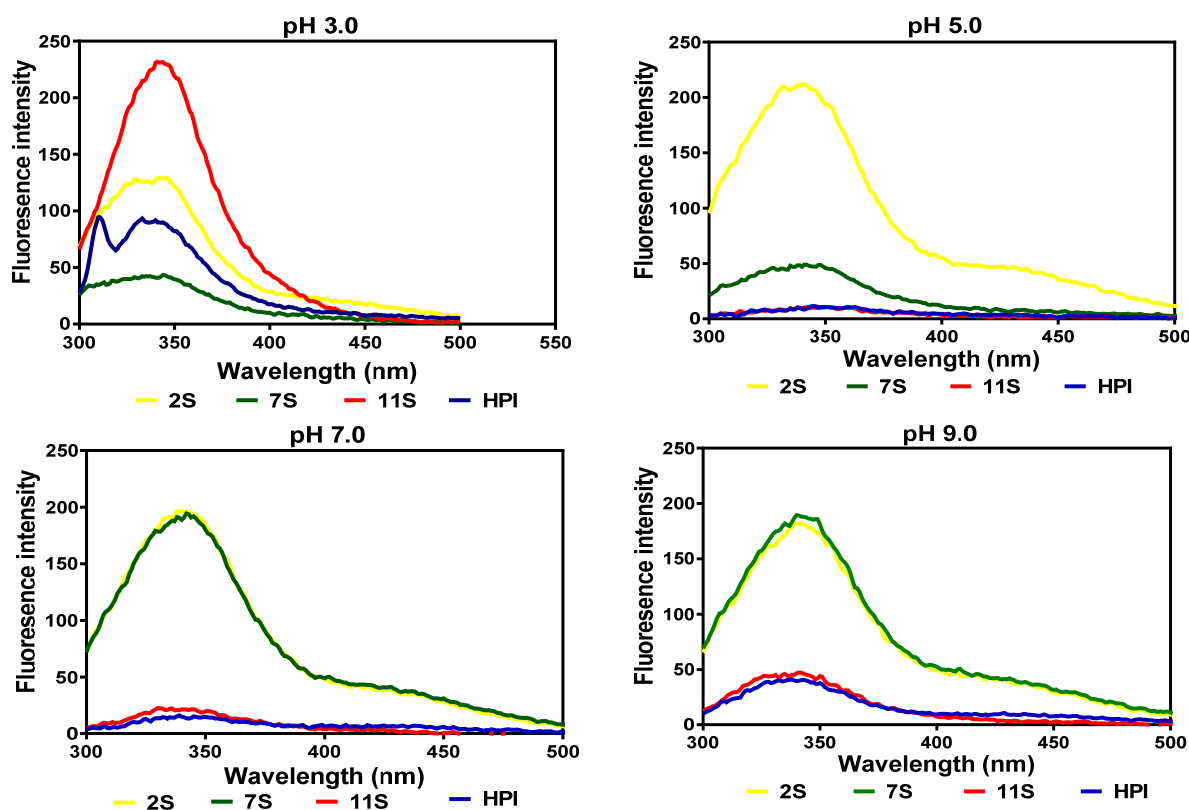 pH 3.0
Fluoresence intensity
250
200
150
100
50
0
300 350 400 450 500 550
Wavelength (nm)
2S 7S 11S HPI
pH 5.0
Fluoresence intensity
250
200
150
100
50
0
300 350 400 450 500
Wavelength (nm)
2S 7S 11S HPI
pH 7.0
Fluoresence intensity
250
200
150
100
50
0
300 350 400 450 500
Wavelength (nm)
2S 7S 11S HPI
pH 9.0
Fluoresence intensity
250
200
150
100
50
0
300 350 400 450 500
Wavelength (nm)
2S 7S 11S HPI